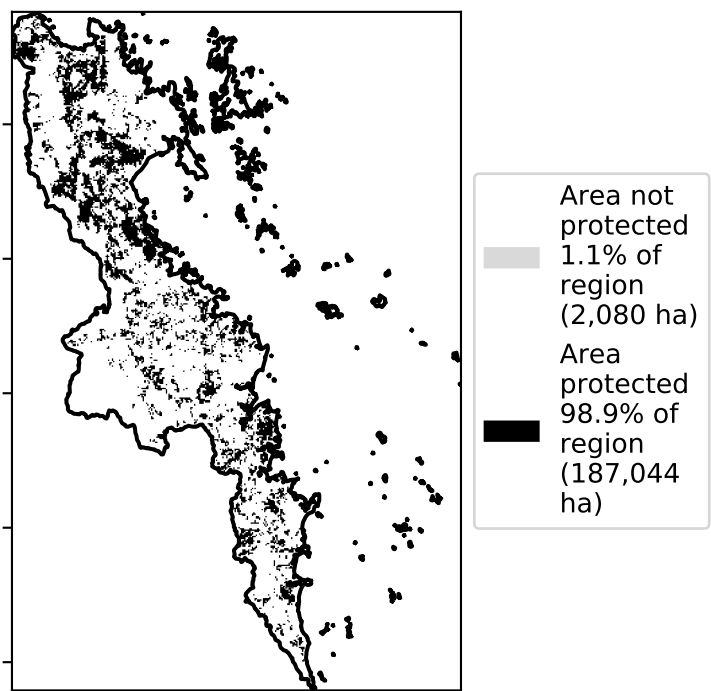 Area not
protected
1.1% of
region
(2,080 ha)
Area
protected
98.9% of
region
(187,044
ha)